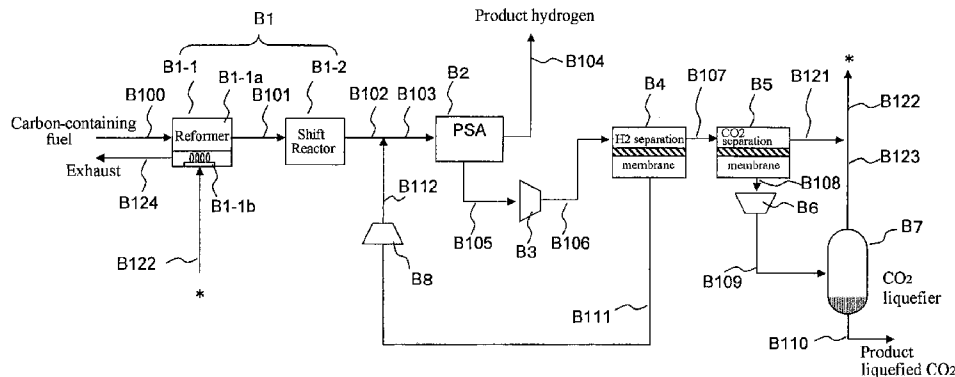 Product hydrogen
B1
B1-1
B1-2
B2
B104
B4
B107
B5
B121
*
B100
B1-1a
B101
B102
B103
B122
Carbon-containing
fuel
Reformer
Shift
Reactor
PSA
H2 separation
membrane
CO2
separation
membrane
B123
Exhaust
B108
B124
B1-1b
B112
B6
B105
B3
B106
B7
B122
B8
B109
CO2
liquefier
*
B111
B110
Product
liquefied CO2